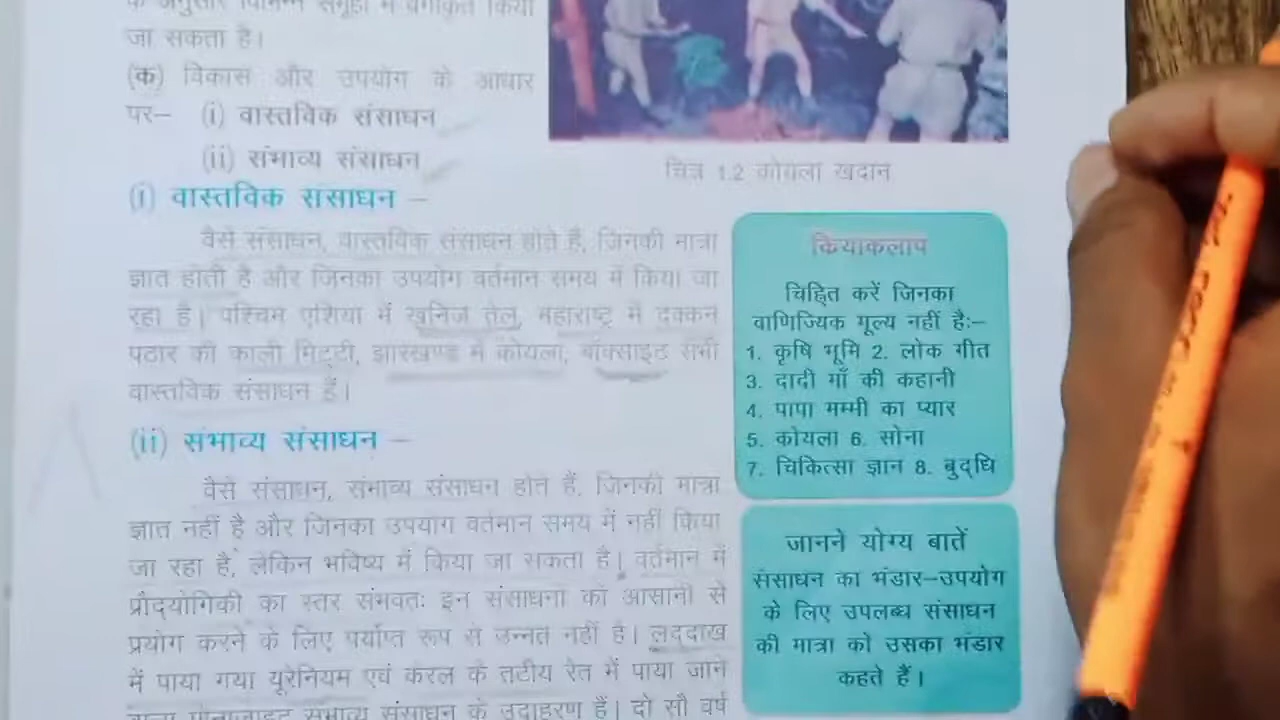 के अनुसार विभिन्न समूहों में वर्गीकृत किया
जा सकता है।
(क) विकास और उपयोग के आधार
पर– (i) वास्तविक संसाधन
(ii) संभाव्य संसाधन
चित्र 1.2 कोयला खदान
(i) वास्तविक संसाधन –
वैसे संसाधन, वास्तविक संसाधन होते हैं, जिनकी मात्रा
ज्ञात होती है और जिनका उपयोग वर्तमान समय में किया जा
रहा है। पश्चिम एशिया में खनिज तेल, महाराष्ट्र में दक्कन
पठार की काली मिट्टी, झारखण्ड में कोयला, बॉक्साइट सभी
वास्तविक संसाधन हैं।
(ii) संभाव्य संसाधन –
वैसे संसाधन, संभाव्य संसाधन होते हैं, जिनकी मात्रा
ज्ञात नहीं है और जिनका उपयोग वर्तमान समय में नहीं किया
जा रहा है, लेकिन भविष्य में किया जा सकता है। वर्तमान में
प्रौद्योगिकी का स्तर संभवतः इन संसाधनों को आसानी से
प्रयोग करने के लिए पर्याप्त रूप से उन्नत नहीं है। लद्दाख
में पाया गया यूरेनियम एवं केरल के तटीय रेत में पाया जाने
वाला मोनाजाइट संभाव्य संसाधन के उदाहरण हैं। दो सौ वर्ष
कियाकलाप
चिह्नित करें जिनका
वाणिज्यिक मूल्य नहीं है:–
1. कृषि भूमि 2. लोक गीत
3. दादी माँ की कहानी
4. पापा मम्मी का प्यार
5. कोयला 6. सोना
7. चिकित्सा ज्ञान 8. बुद्धि
जानने योग्य बातें
संसाधन का भंडार–उपयोग
के लिए उपलब्ध संसाधन
की मात्रा को उसका भंडार
कहते हैं।